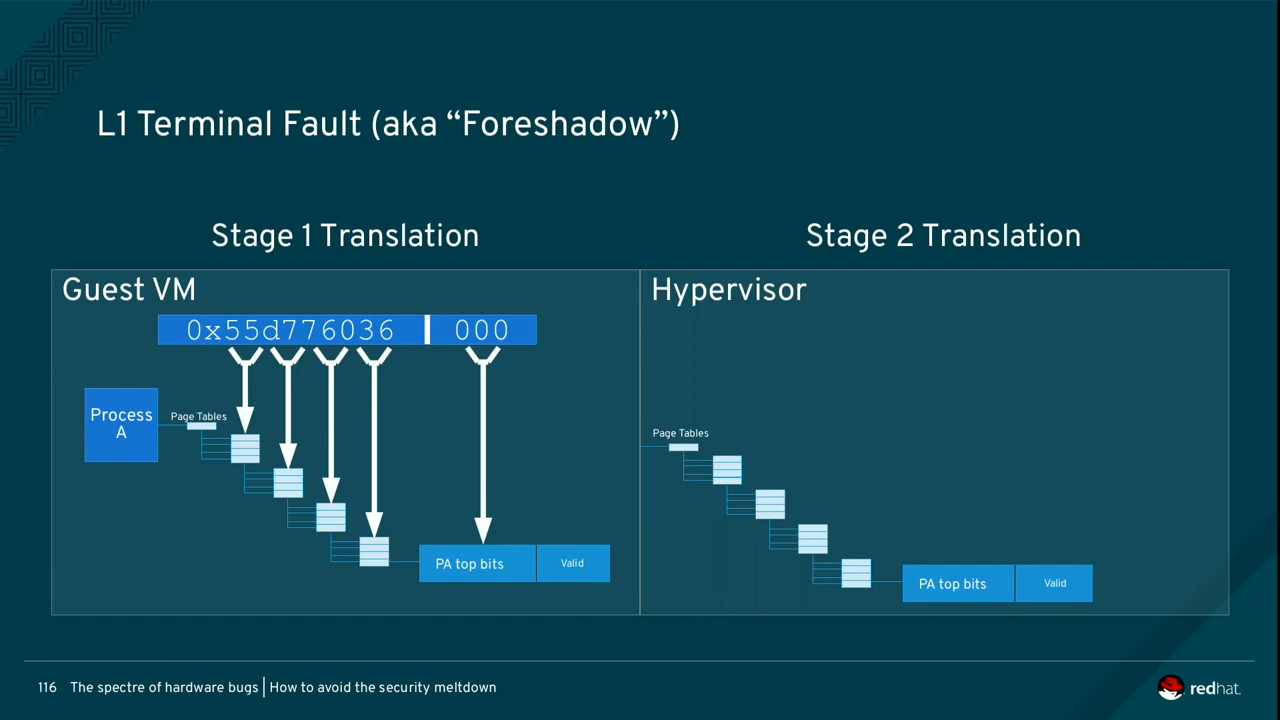 L1 Terminal Fault (aka “Foreshadow”)
Stage 1 Translation
Stage 2 Translation
Guest VM
0x55d776036 000
Process
A
Page Tables
PA top bits
Valid
Hypervisor
Page Tables
PA top bits
Valid
116 The spectre of hardware bugs | How to avoid the security meltdown
redhat.